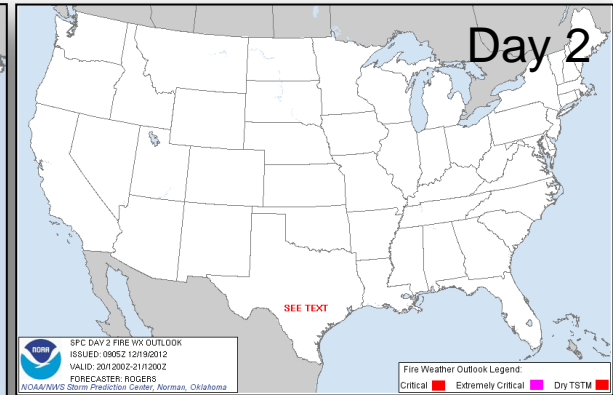 Day 2
SEE TEXT
NOAA
SPC DAY 2 FIRE WX OUTLOOK
ISSUED: 0905Z 12/19/2012
VALID: 20/1200Z-21/1200Z
FORECASTER: ROGERS
NOAA/NWS Storm Prediction Center, Norman, Oklahoma
Fire Weather Outlook Legend:
Critical Extremely Critical Dry TSTM